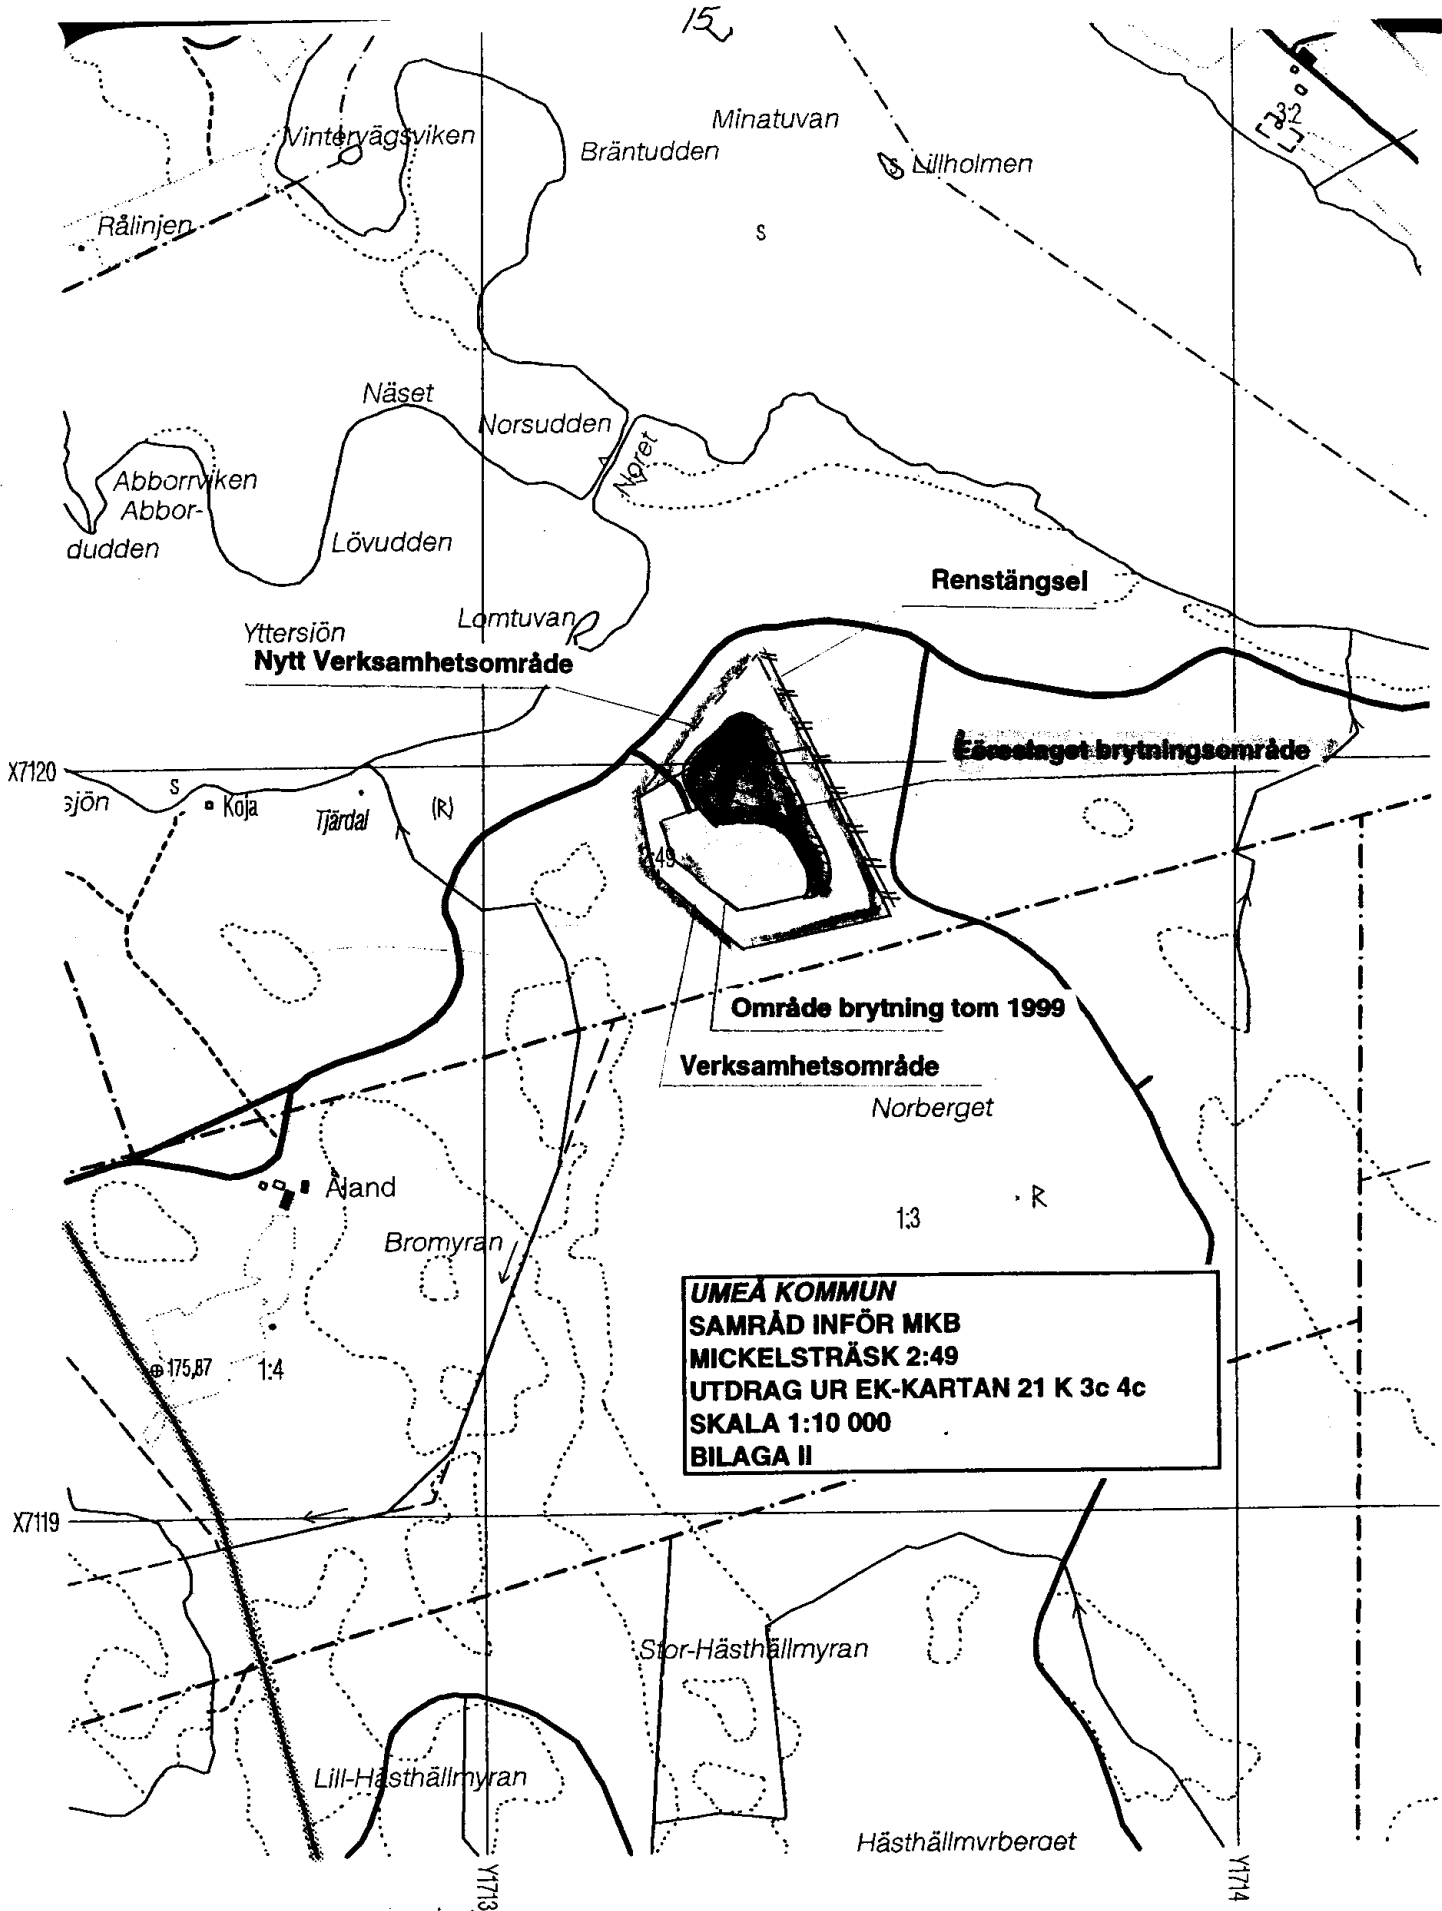 15
Vintervägsviken
Minatuvan
Bräntudden
S Lillholmen
3:2
Rålinjen
S
Näset
Norsudden
Noret
Abborrviken
Abbor-
dudden
Lövudden
Renstängsel
Lomtuvan
Yttersjön
Nytt Verksamhetsområde
Föreslaget brytningsområde
X7120
S
sjön
Koja
Tjärdal
(R)
2:49
Område brytning tom 1999
Verksamhetsområde
Norberget
Åland
R
1:3
Bromyran
UMEÅ KOMMUN
SAMRÅD INFÖR MKB
MICKELSTRÄSK 2:49
UTDRAG UR EK-KARTAN 21 K 3c 4c
SKALA 1:10 000
BILAGA II
175,87
1:4
X7119
Stor-Hästhällmyran
Lill-Hästhällmyran
Hästhällmyrberget
Y1713
Y1714